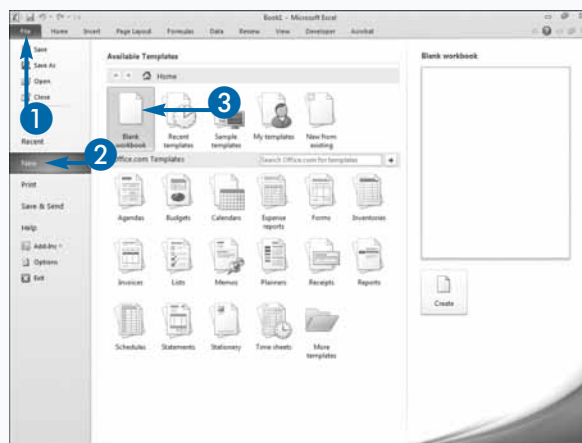 Book1 - Microsoft Excel
File Home Insert Page Layout Formulas Data Review View Developer Acrobat
Save
Save As
Open
Close
Recent
New
Print
Save & Send
Help
Add-Ins
Options
Exit
1
2
3
Available Templates
Home
Blank workbook
Recent templates
Sample templates
My templates
New from existing
Office.com Templates
Search Office.com for templates
Agendas
Budgets
Calendars
Expense reports
Forms
Inventories
Invoices
Lists
Memos
Planners
Receipts
Reports
Schedules
Statements
Stationery
Time sheets
More templates
Blank workbook
Create